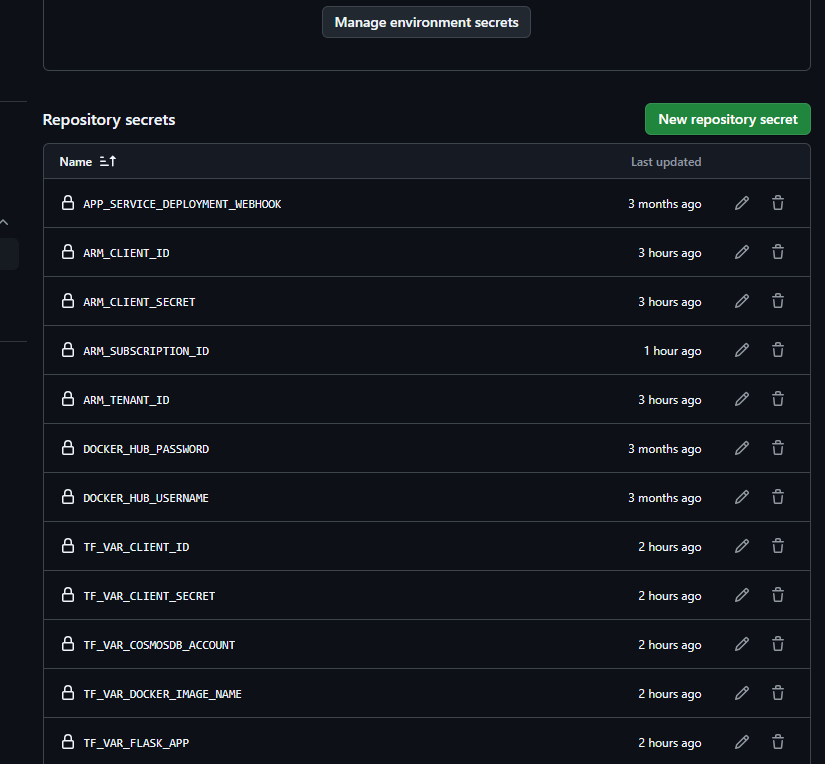 Manage environment secrets
Repository secrets
New repository secret
Name
Last updated
APP_SERVICE_DEPLOYMENT_WEBHOOK 3 months ago
ARM_CLIENT_ID 3 hours ago
ARM_CLIENT_SECRET 3 hours ago
ARM_SUBSCRIPTION_ID 1 hour ago
ARM_TENANT_ID 3 hours ago
DOCKER_HUB_PASSWORD 3 months ago
DOCKER_HUB_USERNAME 3 months ago
TF_VAR_CLIENT_ID 2 hours ago
TF_VAR_CLIENT_SECRET 2 hours ago
TF_VAR_COSMOSDB_ACCOUNT 2 hours ago
TF_VAR_DOCKER_IMAGE_NAME 2 hours ago
TF_VAR_FLASK_APP 2 hours ago